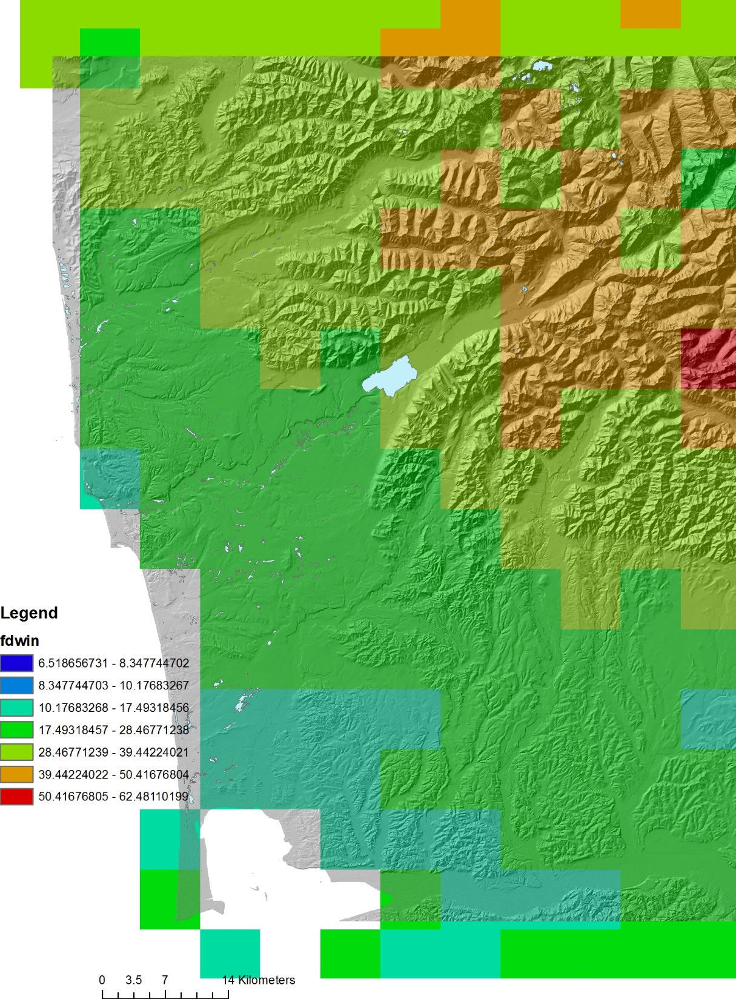 Legend
fdwin
6.518656731 - 8.347744702
8.347744703 - 10.17683267
10.17683268 - 17.49318456
17.49318457 - 28.46771238
28.46771239 - 39.44224021
39.44224022 - 50.41676804
50.41676805 - 62.48110199
0 3.5 7 14 Kilometers